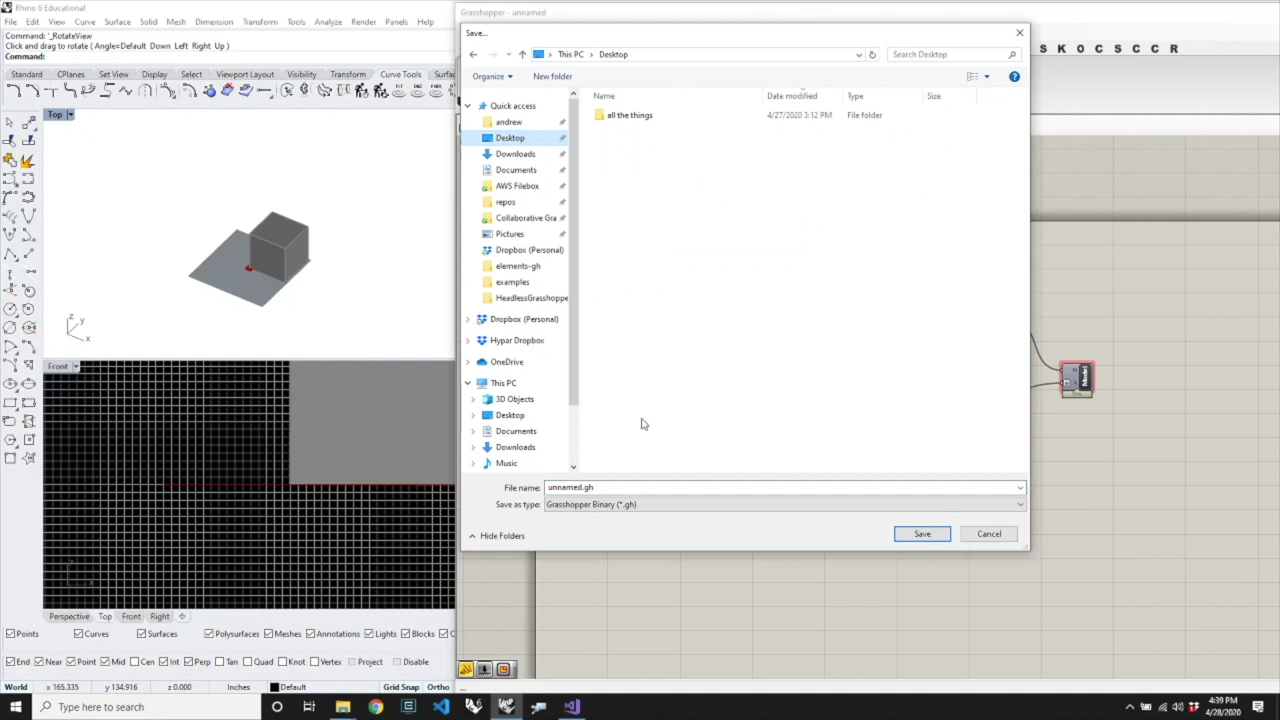 Rhino 6 Educational
File Edit View Curve Surface Solid Mesh Dimension Transform Tools Analyze Render Panels Help
Command: '_RotateView
Click and drag to rotate ( Angle=Default Down Left Right Up )
Command:
Standard CPlanes Set View Display Select Viewport Layout Visibility Transform Curve Tools Surfac
Top
z
y
x
Front
Perspective Top Front Right
Points Curves Surfaces Polysurfaces Meshes Annotations Lights Blocks C
End Near Point Mid Cen Int Perp Tan Quad Knot Vertex Project Disable
World x 165.335 y 134.916 z 0.000 Inches Default Grid Snap Ortho
Grasshopper - unnamed
S K O C S C C R
Save...
This PC > Desktop
Search Desktop
Organize New folder
Name Date modified Type Size
all the things 4/27/2020 3:12 PM File folder
Quick access
andrew
Desktop
Downloads
Documents
AWS Filebox
repos
Collaborative Gra
Pictures
Dropbox (Personal)
elements-gh
examples
HeadlessGrasshoppe
Dropbox (Personal)
Hypar Dropbox
OneDrive
This PC
3D Objects
Desktop
Documents
Downloads
Music
File name: unnamed.gh
Save as type: Grasshopper Binary (*.gh)
Hide Folders
Save Cancel
Model
...
Type here to search
4:39 PM
4/28/2020